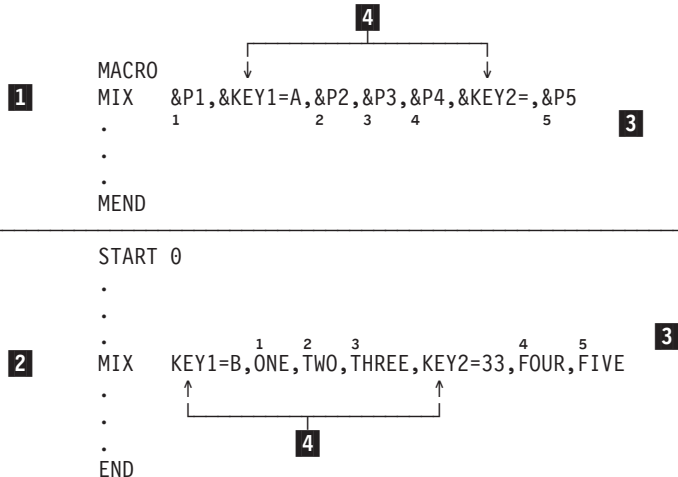 4
MACRO
1 MIX &P1,&KEY1=A,&P2,&P3,&P4,&KEY2=,&P5
. 1 2 3 4 5 3
.
.
MEND
START 0
.
.
. 1 2 3 4 5 3
2 MIX KEY1=B,ONE,TWO,THREE,KEY2=33,FOUR,FIVE
.
.
. 4
END